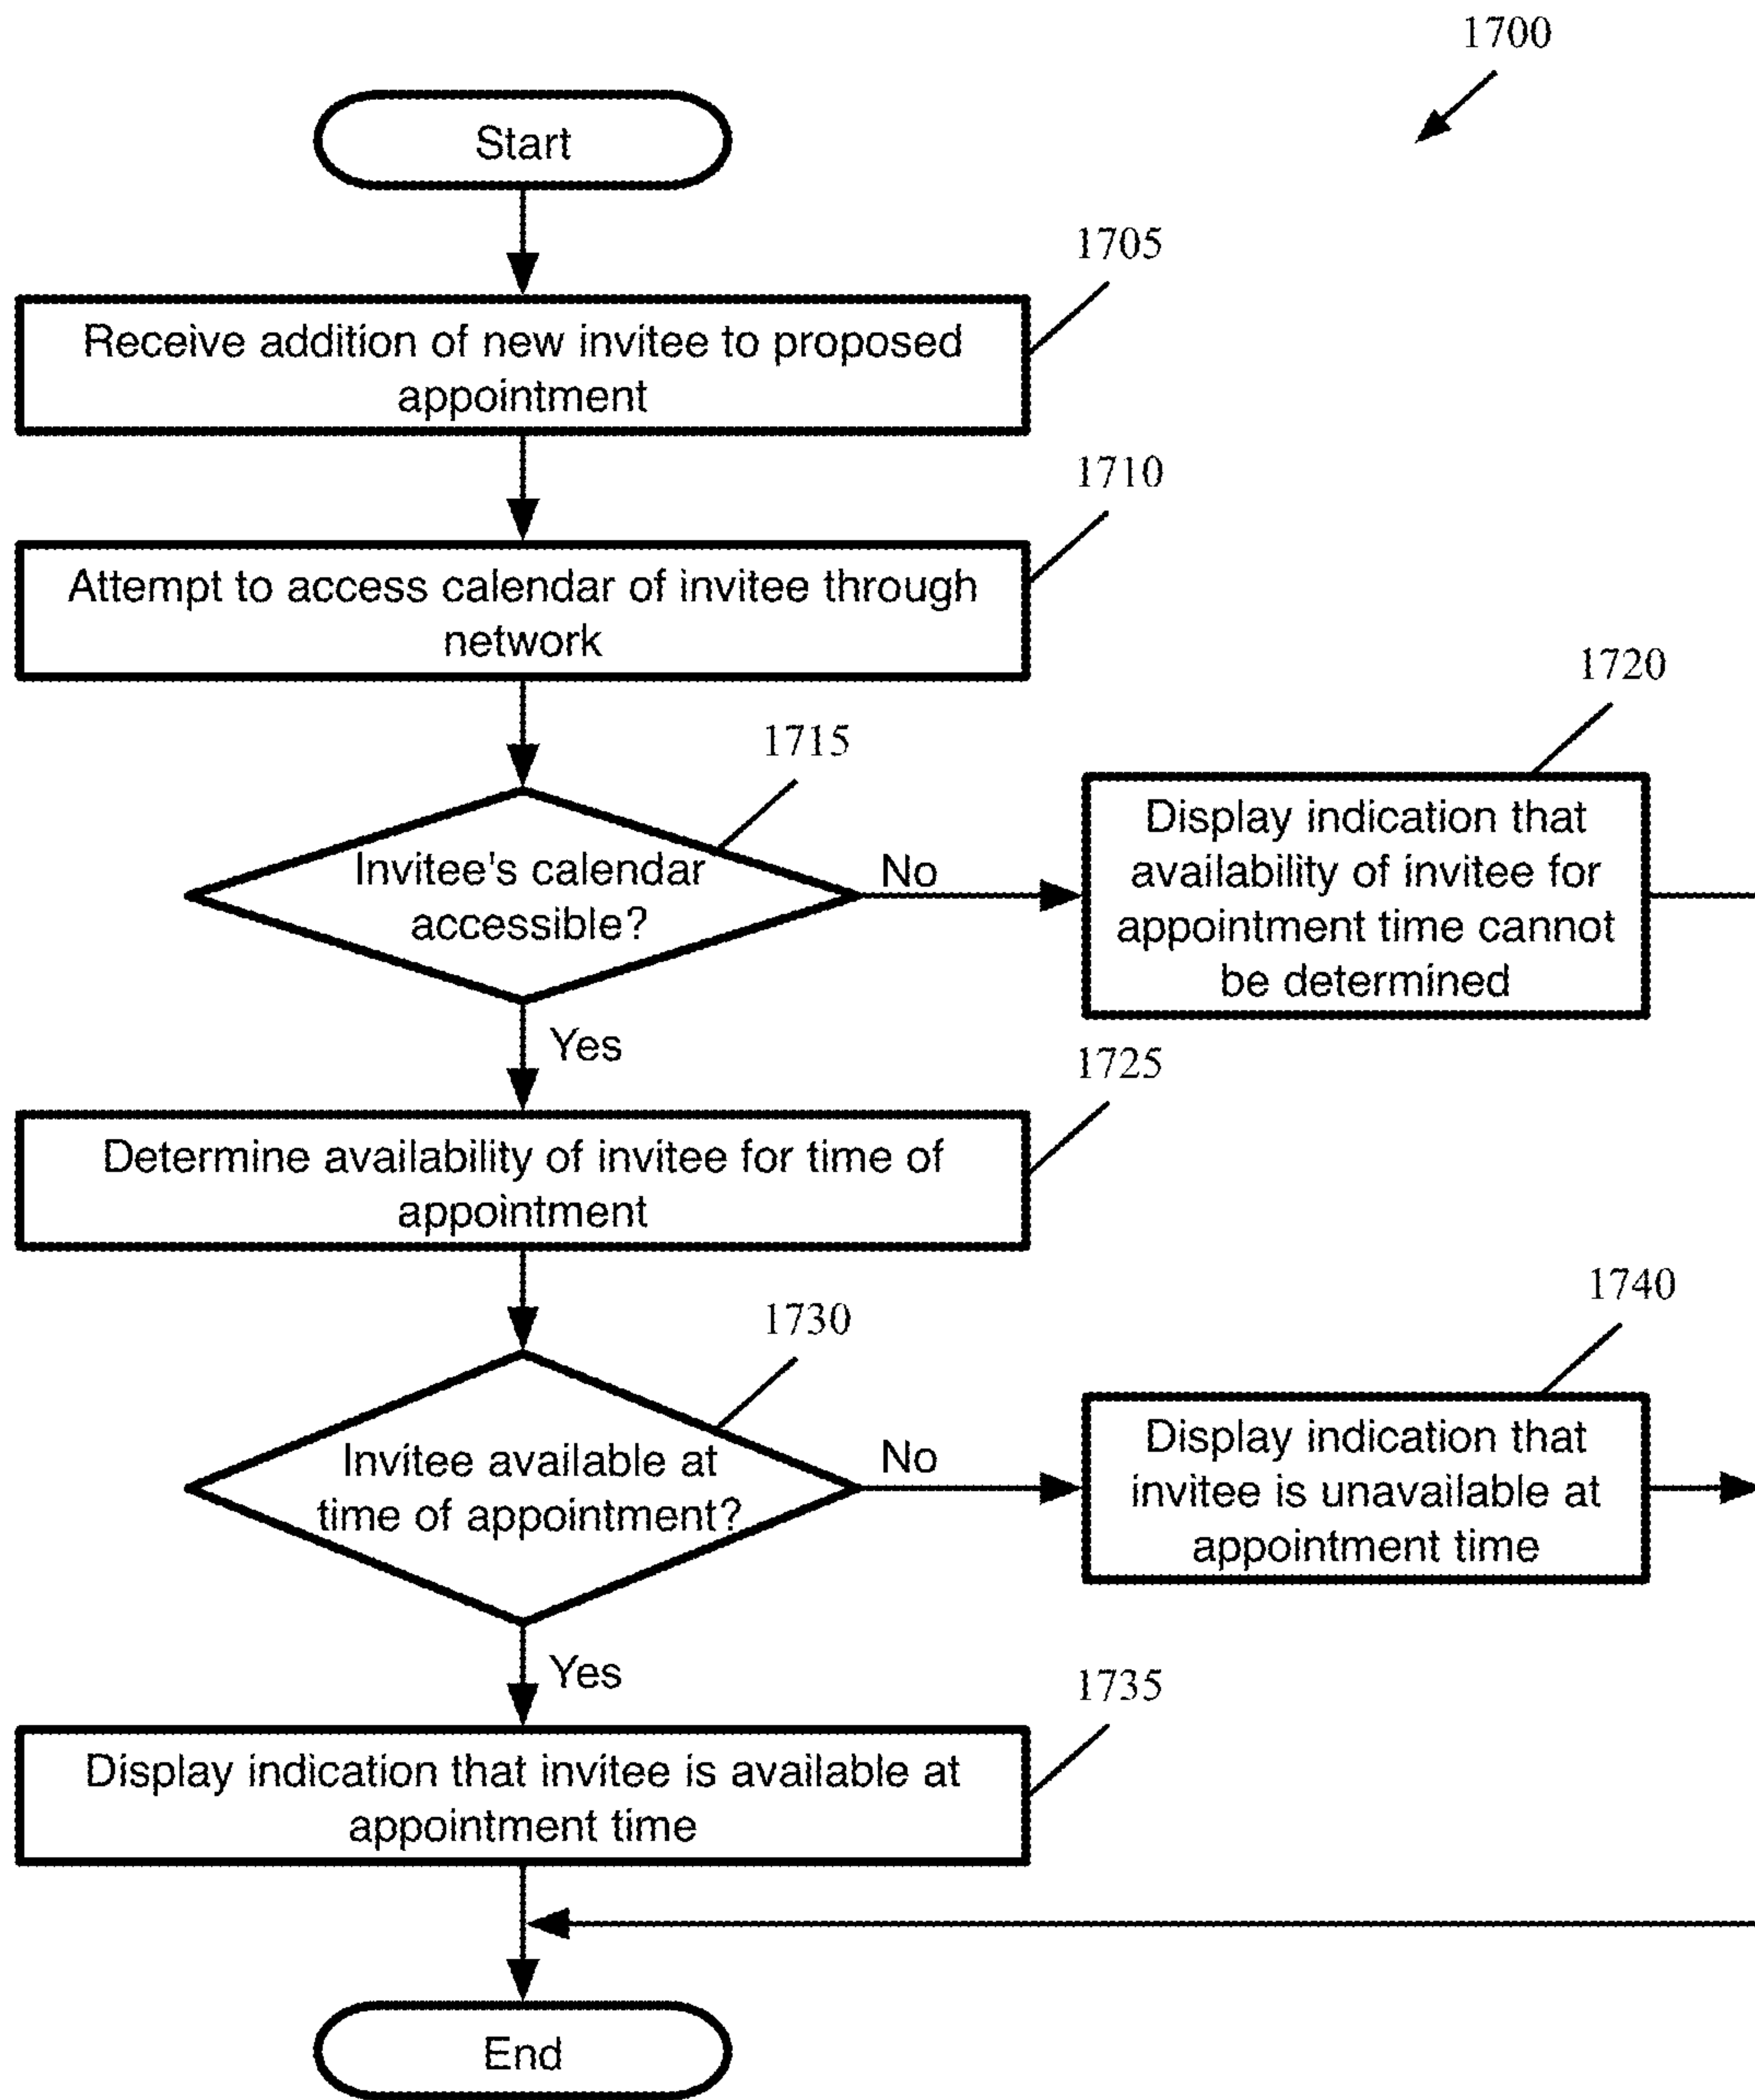 1700
Start
1705
Receive addition of new invitee to proposed
appointment
1710
Attempt to access calendar of invitee through
network
1715
Invitee's calendar
accessible?
No
1720
Display indication that
availability of invitee for
appointment time cannot
be determined
Yes
1725
Determine availability of invitee for time of
appointment
1730
Invitee available at
time of appointment?
No
1740
Display indication that
invitee is unavailable at
appointment time
Yes
1735
Display indication that invitee is available at
appointment time
End